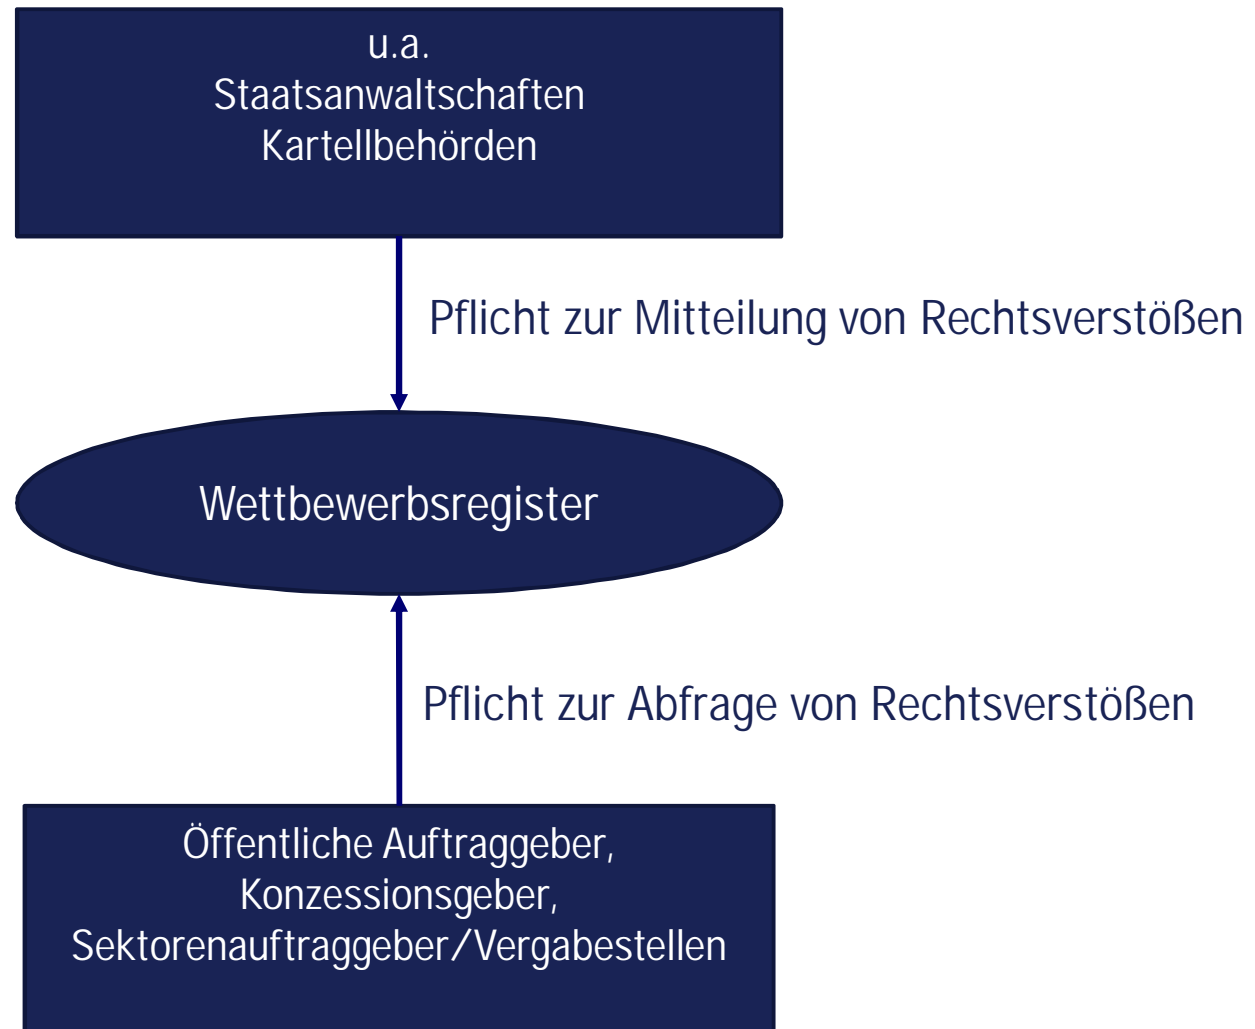 u.a.
Staatsanwaltschaften
Kartellbehörden
Pflicht zur Mitteilung von Rechtsverstößen
Wettbewerbsregister
Pflicht zur Abfrage von Rechtsverstößen
Öffentliche Auftraggeber,
Konzessionsgeber,
Sektorenauftraggeber/Vergabestellen